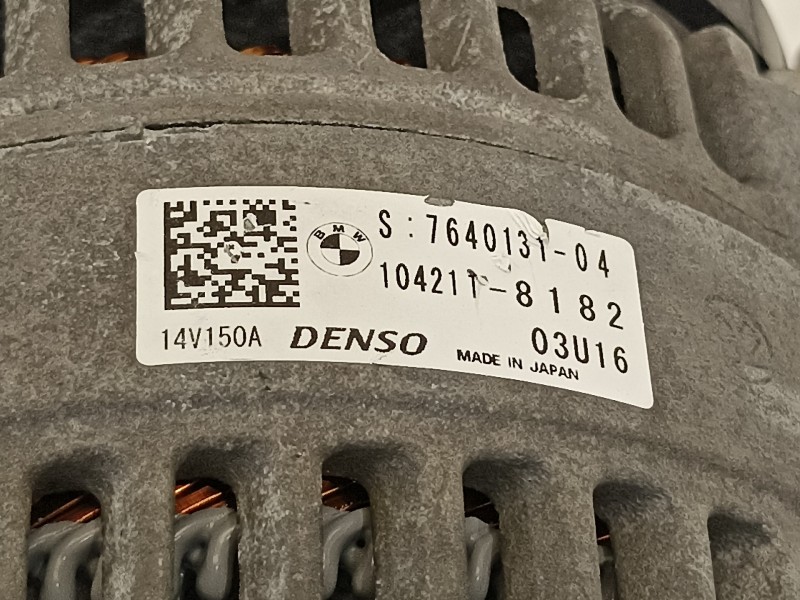 BMW
S:7640131-04
104211-8182
03U16
14V150A DENSO MADE IN JAPAN